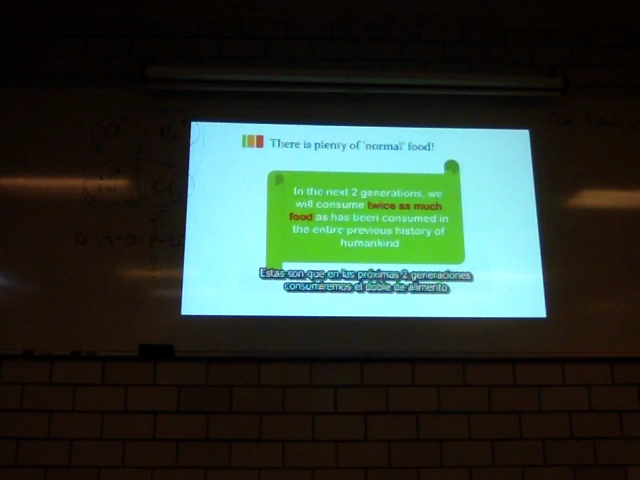 There is plenty of 'normal' food!
In the next 2 generations, we
will consume twice as much
food as has been consumed in
the entire previous history of
humankind
Estas son que en las próximas 2 generaciones
consumiremos el doble de alimento